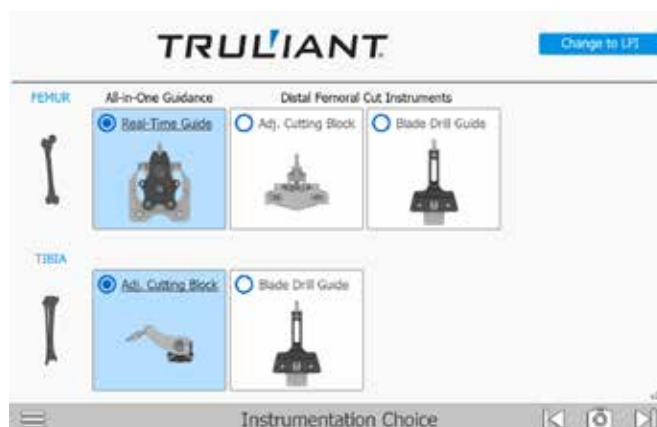 TRULIANT
Change to LPI
FEMUR
All-in-One Guidance
Distal Femoral Cut Instruments
Real-Time Guide
Adj. Cutting Block
Blade Drill Guide
TIBIA
Adj. Cutting Block
Blade Drill Guide
Instrumentation Choice